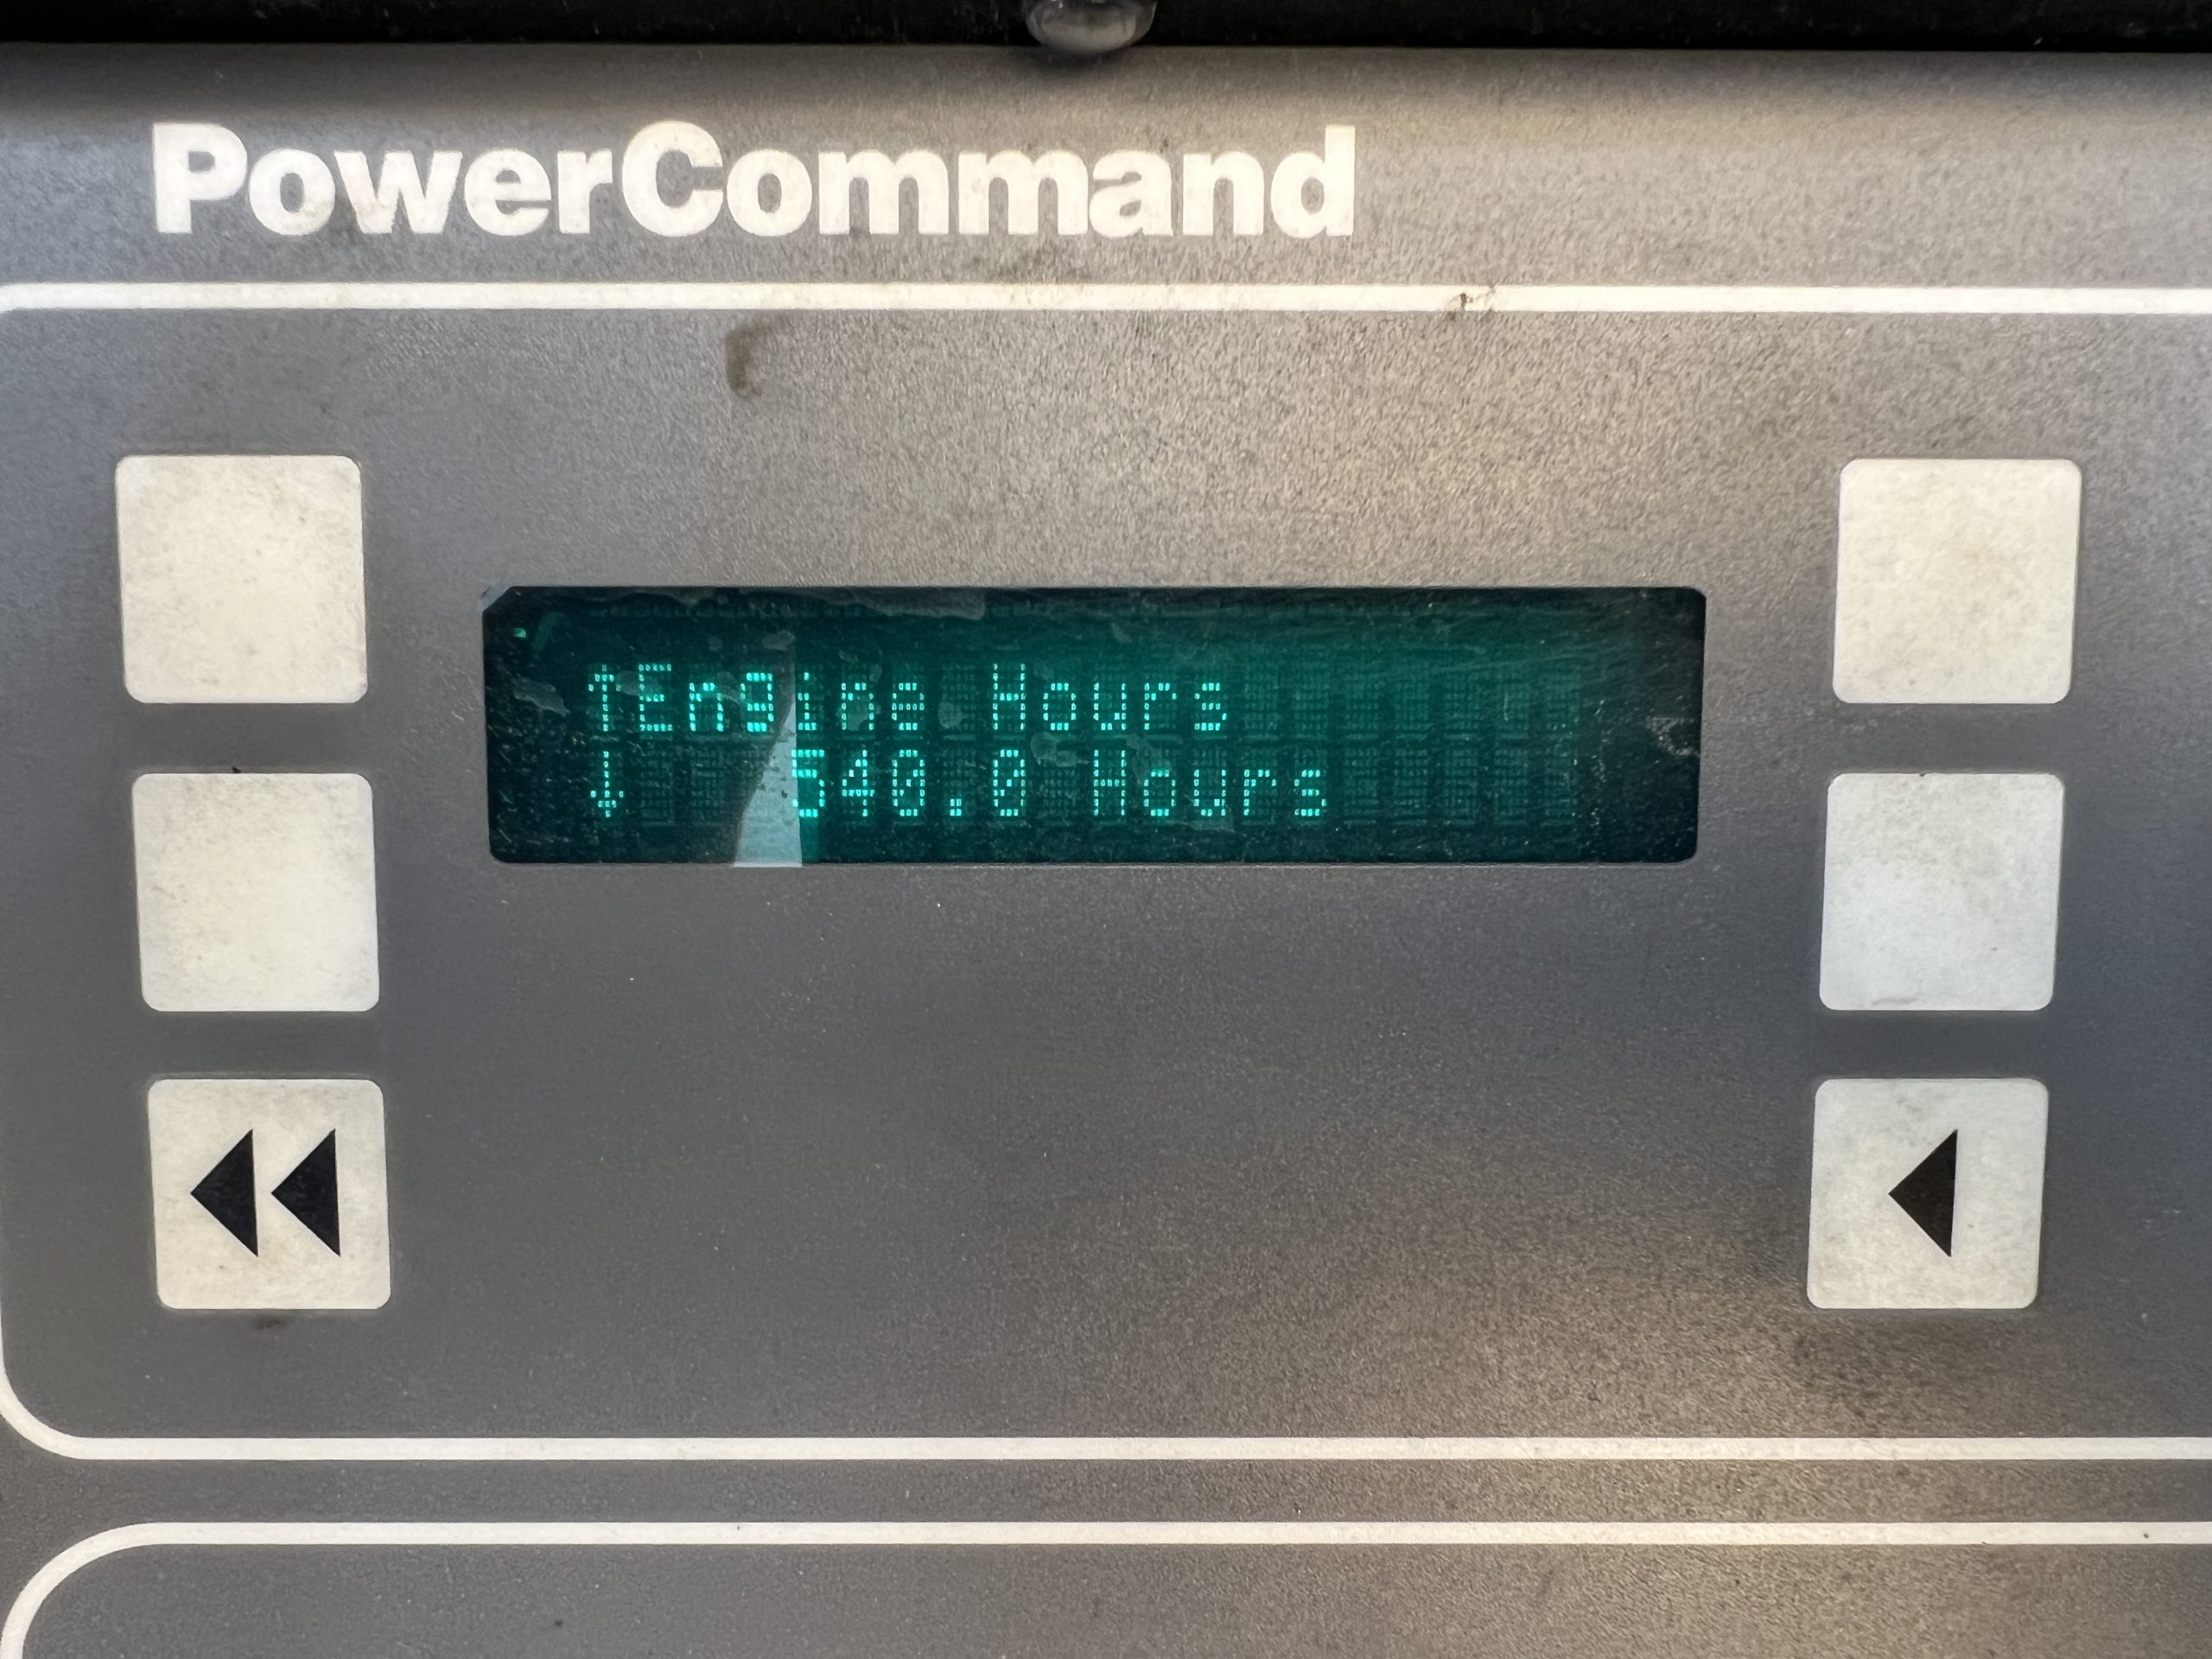 PowerCommand
↑Engine Hours
↓ 540.0 Hours